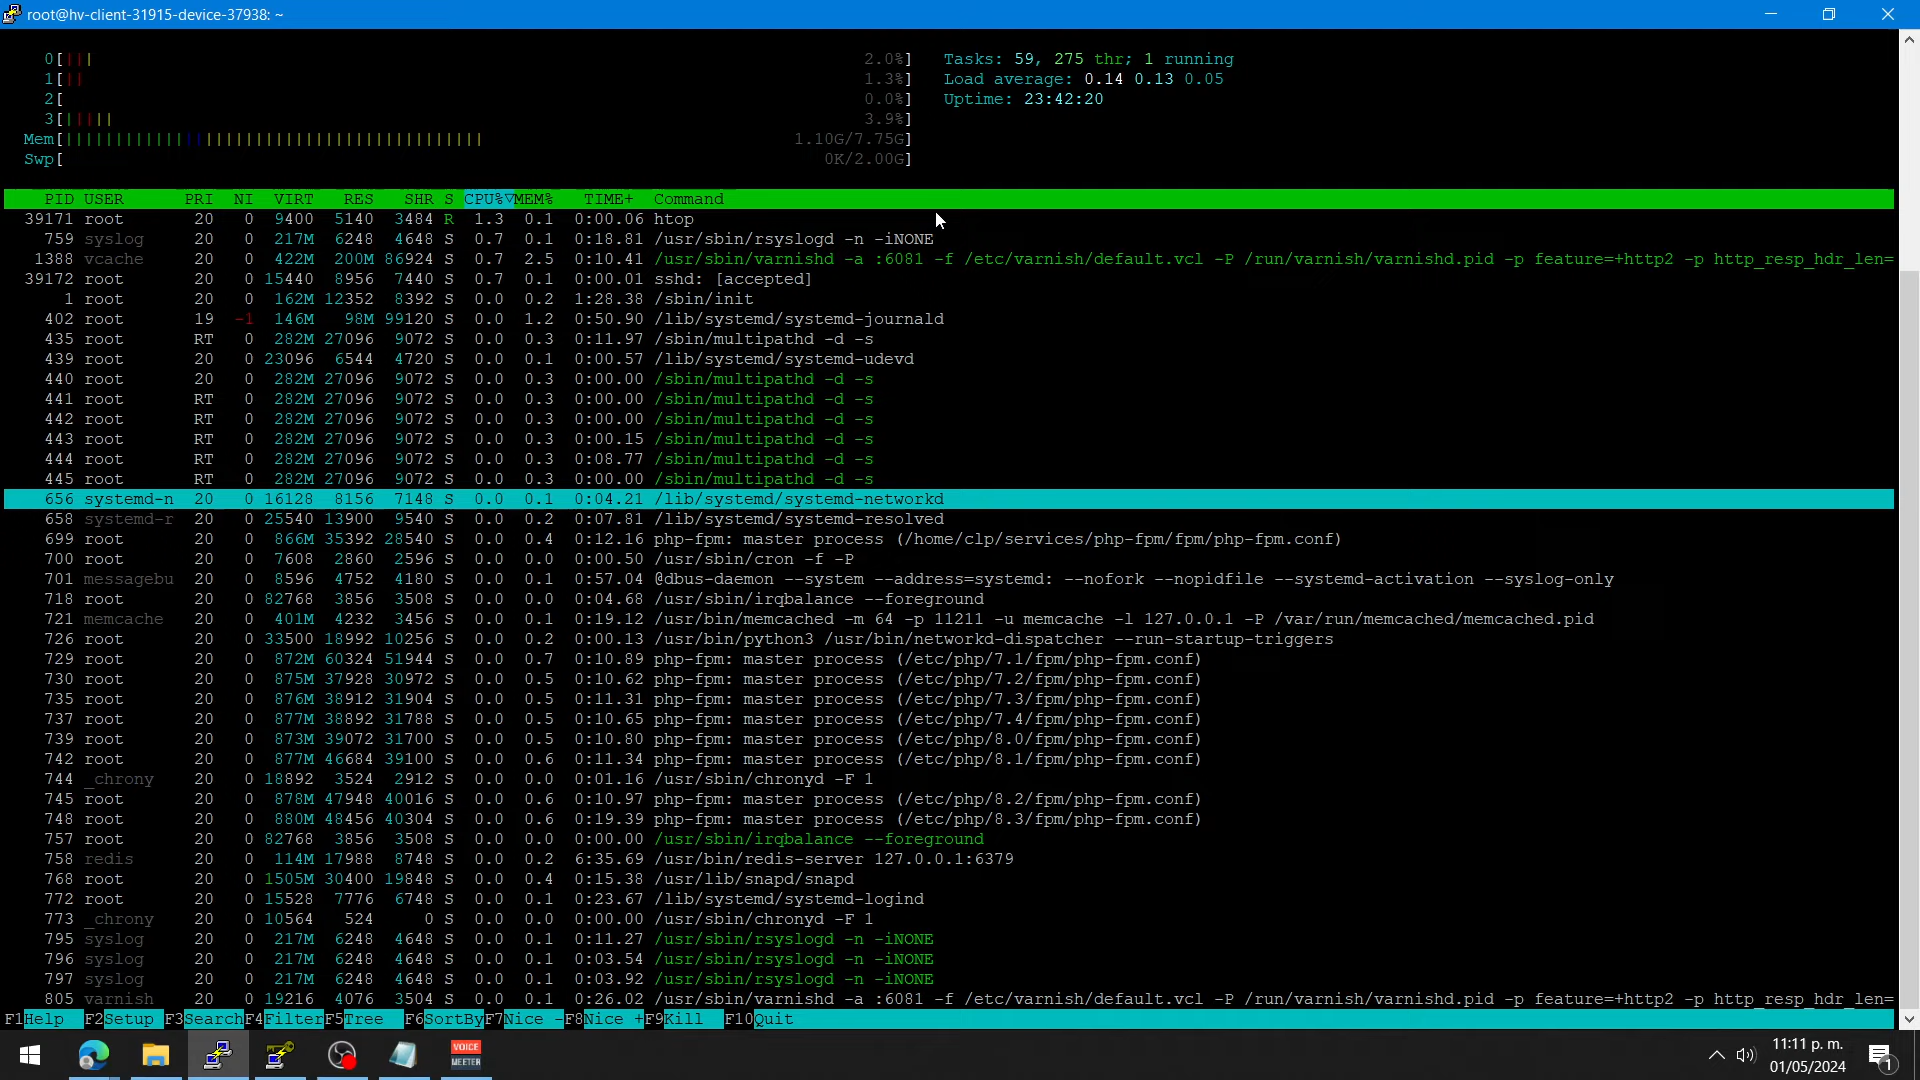 root@hv-client-31915-device-37938: ~
0[||| 2.0%] Tasks: 59, 275 thr; 1 running
1[|| 1.3%] Load average: 0.14 0.13 0.05
2[ 0.0%] Uptime: 23:42:20
3[||||| 3.9%]
Mem[|||||||||||||||||||||||||||||||||||||||||| 1.10G/7.75G]
Swp[ 0K/2.00G]
PID USER PRI NI VIRT RES SHR S CPU%▽MEM% TIME+ Command
39171 root 20 0 9400 5140 3484 R 1.3 0.1 0:00.06 htop
759 syslog 20 0 217M 6248 4648 S 0.7 0.1 0:18.81 /usr/sbin/rsyslogd -n -iNONE
1388 vcache 20 0 422M 200M 86924 S 0.7 2.5 0:10.41 /usr/sbin/varnishd -a :6081 -f /etc/varnish/default.vcl -P /run/varnish/varnishd.pid -p feature=+http2 -p http_resp_hdr_len=
39172 root 20 0 15440 8956 7440 S 0.7 0.1 0:00.01 sshd: [accepted]
1 root 20 0 162M 12352 8392 S 0.0 0.2 1:28.38 /sbin/init
402 root 19 -1 146M 98M 99120 S 0.0 1.2 0:50.90 /lib/systemd/systemd-journald
435 root RT 0 282M 27096 9072 S 0.0 0.3 0:11.97 /sbin/multipathd -d -s
439 root 20 0 23096 6544 4720 S 0.0 0.1 0:00.57 /lib/systemd/systemd-udevd
440 root 20 0 282M 27096 9072 S 0.0 0.3 0:00.00 /sbin/multipathd -d -s
441 root RT 0 282M 27096 9072 S 0.0 0.3 0:00.00 /sbin/multipathd -d -s
442 root RT 0 282M 27096 9072 S 0.0 0.3 0:00.00 /sbin/multipathd -d -s
443 root RT 0 282M 27096 9072 S 0.0 0.3 0:00.15 /sbin/multipathd -d -s
444 root RT 0 282M 27096 9072 S 0.0 0.3 0:08.77 /sbin/multipathd -d -s
445 root RT 0 282M 27096 9072 S 0.0 0.3 0:00.00 /sbin/multipathd -d -s
656 systemd-n 20 0 16128 8156 7148 S 0.0 0.1 0:04.21 /lib/systemd/systemd-networkd
658 systemd-r 20 0 25540 13900 9540 S 0.0 0.2 0:07.81 /lib/systemd/systemd-resolved
699 root 20 0 866M 35392 28540 S 0.0 0.4 0:12.16 php-fpm: master process (/home/clp/services/php-fpm/fpm/php-fpm.conf)
700 root 20 0 7608 2860 2596 S 0.0 0.0 0:00.50 /usr/sbin/cron -f -P
701 messagebu 20 0 8596 4752 4180 S 0.0 0.1 0:57.04 @dbus-daemon --system --address=systemd: --nofork --nopidfile --systemd-activation --syslog-only
718 root 20 0 82768 3856 3508 S 0.0 0.0 0:04.68 /usr/sbin/irqbalance --foreground
721 memcache 20 0 401M 4232 3456 S 0.0 0.1 0:19.12 /usr/bin/memcached -m 64 -p 11211 -u memcache -l 127.0.0.1 -P /var/run/memcached/memcached.pid
726 root 20 0 33500 18992 10256 S 0.0 0.2 0:00.13 /usr/bin/python3 /usr/bin/networkd-dispatcher --run-startup-triggers
729 root 20 0 872M 60324 51944 S 0.0 0.7 0:10.89 php-fpm: master process (/etc/php/7.1/fpm/php-fpm.conf)
730 root 20 0 875M 37928 30972 S 0.0 0.5 0:10.62 php-fpm: master process (/etc/php/7.2/fpm/php-fpm.conf)
735 root 20 0 876M 38912 31904 S 0.0 0.5 0:11.31 php-fpm: master process (/etc/php/7.3/fpm/php-fpm.conf)
737 root 20 0 877M 38892 31788 S 0.0 0.5 0:10.65 php-fpm: master process (/etc/php/7.4/fpm/php-fpm.conf)
739 root 20 0 873M 39072 31700 S 0.0 0.5 0:10.80 php-fpm: master process (/etc/php/8.0/fpm/php-fpm.conf)
742 root 20 0 877M 46684 39100 S 0.0 0.6 0:11.34 php-fpm: master process (/etc/php/8.1/fpm/php-fpm.conf)
744 _chrony 20 0 18892 3524 2912 S 0.0 0.0 0:01.16 /usr/sbin/chronyd -F 1
745 root 20 0 878M 47948 40016 S 0.0 0.6 0:10.97 php-fpm: master process (/etc/php/8.2/fpm/php-fpm.conf)
748 root 20 0 880M 48456 40304 S 0.0 0.6 0:19.39 php-fpm: master process (/etc/php/8.3/fpm/php-fpm.conf)
757 root 20 0 82768 3856 3508 S 0.0 0.0 0:00.00 /usr/sbin/irqbalance --foreground
758 redis 20 0 114M 17988 8748 S 0.0 0.2 6:35.69 /usr/bin/redis-server 127.0.0.1:6379
768 root 20 0 1505M 30400 19848 S 0.0 0.4 0:15.38 /usr/lib/snapd/snapd
772 root 20 0 15528 7776 6748 S 0.0 0.1 0:23.67 /lib/systemd/systemd-logind
773 _chrony 20 0 10564 524 0 S 0.0 0.0 0:00.00 /usr/sbin/chronyd -F 1
795 syslog 20 0 217M 6248 4648 S 0.0 0.1 0:11.27 /usr/sbin/rsyslogd -n -iNONE
796 syslog 20 0 217M 6248 4648 S 0.0 0.1 0:03.54 /usr/sbin/rsyslogd -n -iNONE
797 syslog 20 0 217M 6248 4648 S 0.0 0.1 0:03.92 /usr/sbin/rsyslogd -n -iNONE
805 varnish 20 0 19216 4076 3504 S 0.0 0.1 0:26.02 /usr/sbin/varnishd -a :6081 -f /etc/varnish/default.vcl -P /run/varnish/varnishd.pid -p feature=+http2 -p http_resp_hdr_len=
F1Help F2Setup F3SearchF4FilterF5Tree F6SortByF7Nice -F8Nice +F9Kill F10Quit
VOICE
MEETER
11:11 p. m.
01/05/2024
1